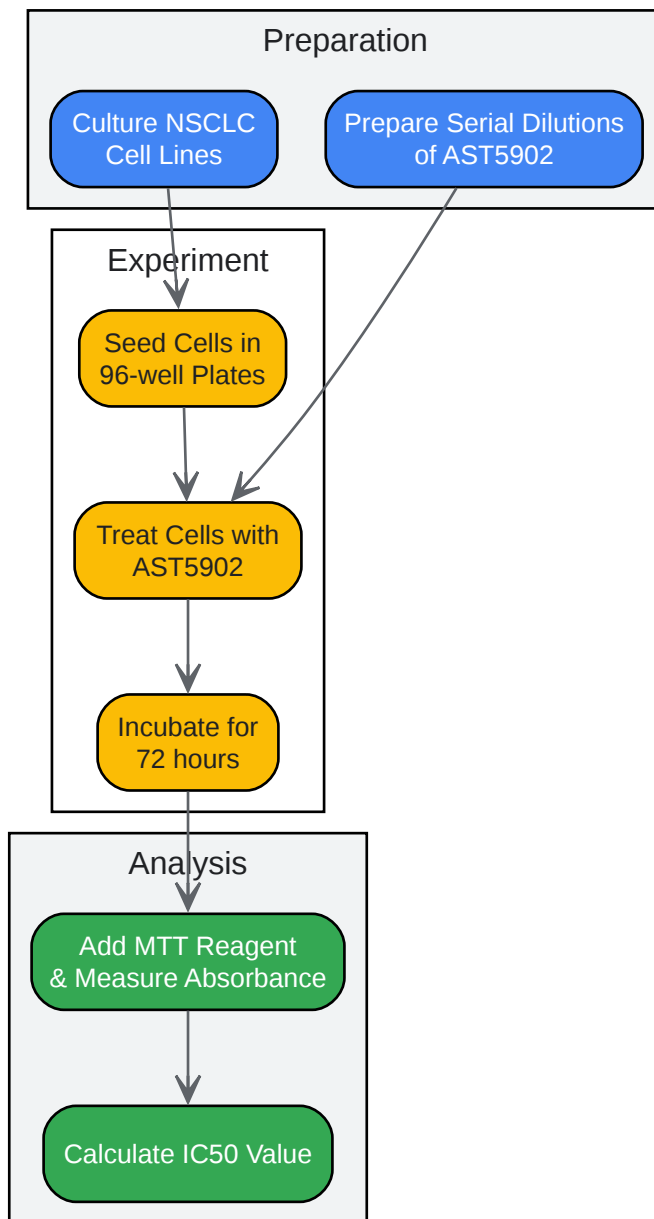 Preparation
Culture NSCLC
Cell Lines
Prepare Serial Dilutions
of AST5902
Experiment
Seed Cells in
96-well Plates
Treat Cells with
AST5902
Incubate for
72 hours
Analysis
Add MTT Reagent
& Measure Absorbance
Calculate IC50 Value